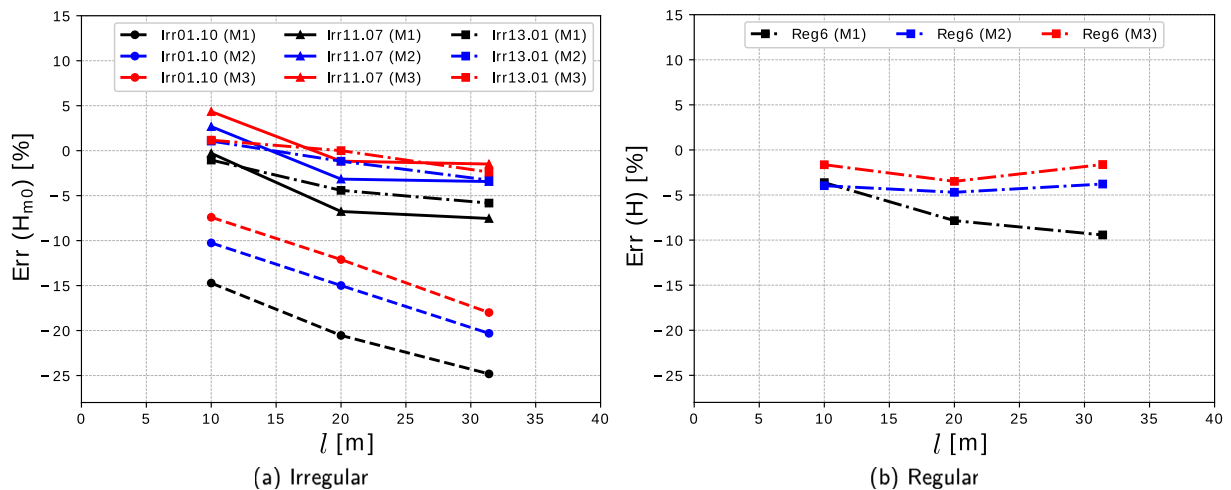 15
10
5
0
−5
−10
−15
−20
−25
Err (Hm0) [%]
Irr01.10 (M1) Irr11.07 (M1) Irr13.01 (M1)
Irr01.10 (M2) Irr11.07 (M2) Irr13.01 (M2)
Irr01.10 (M3) Irr11.07 (M3) Irr13.01 (M3)
0 5 10 15 20 25 30 35 40
l [m]
(a) Irregular
15
10
5
0
−5
−10
−15
−20
−25
Err (H) [%]
Reg6 (M1) Reg6 (M2) Reg6 (M3)
0 5 10 15 20 25 30 35 40
l [m]
(b) Regular